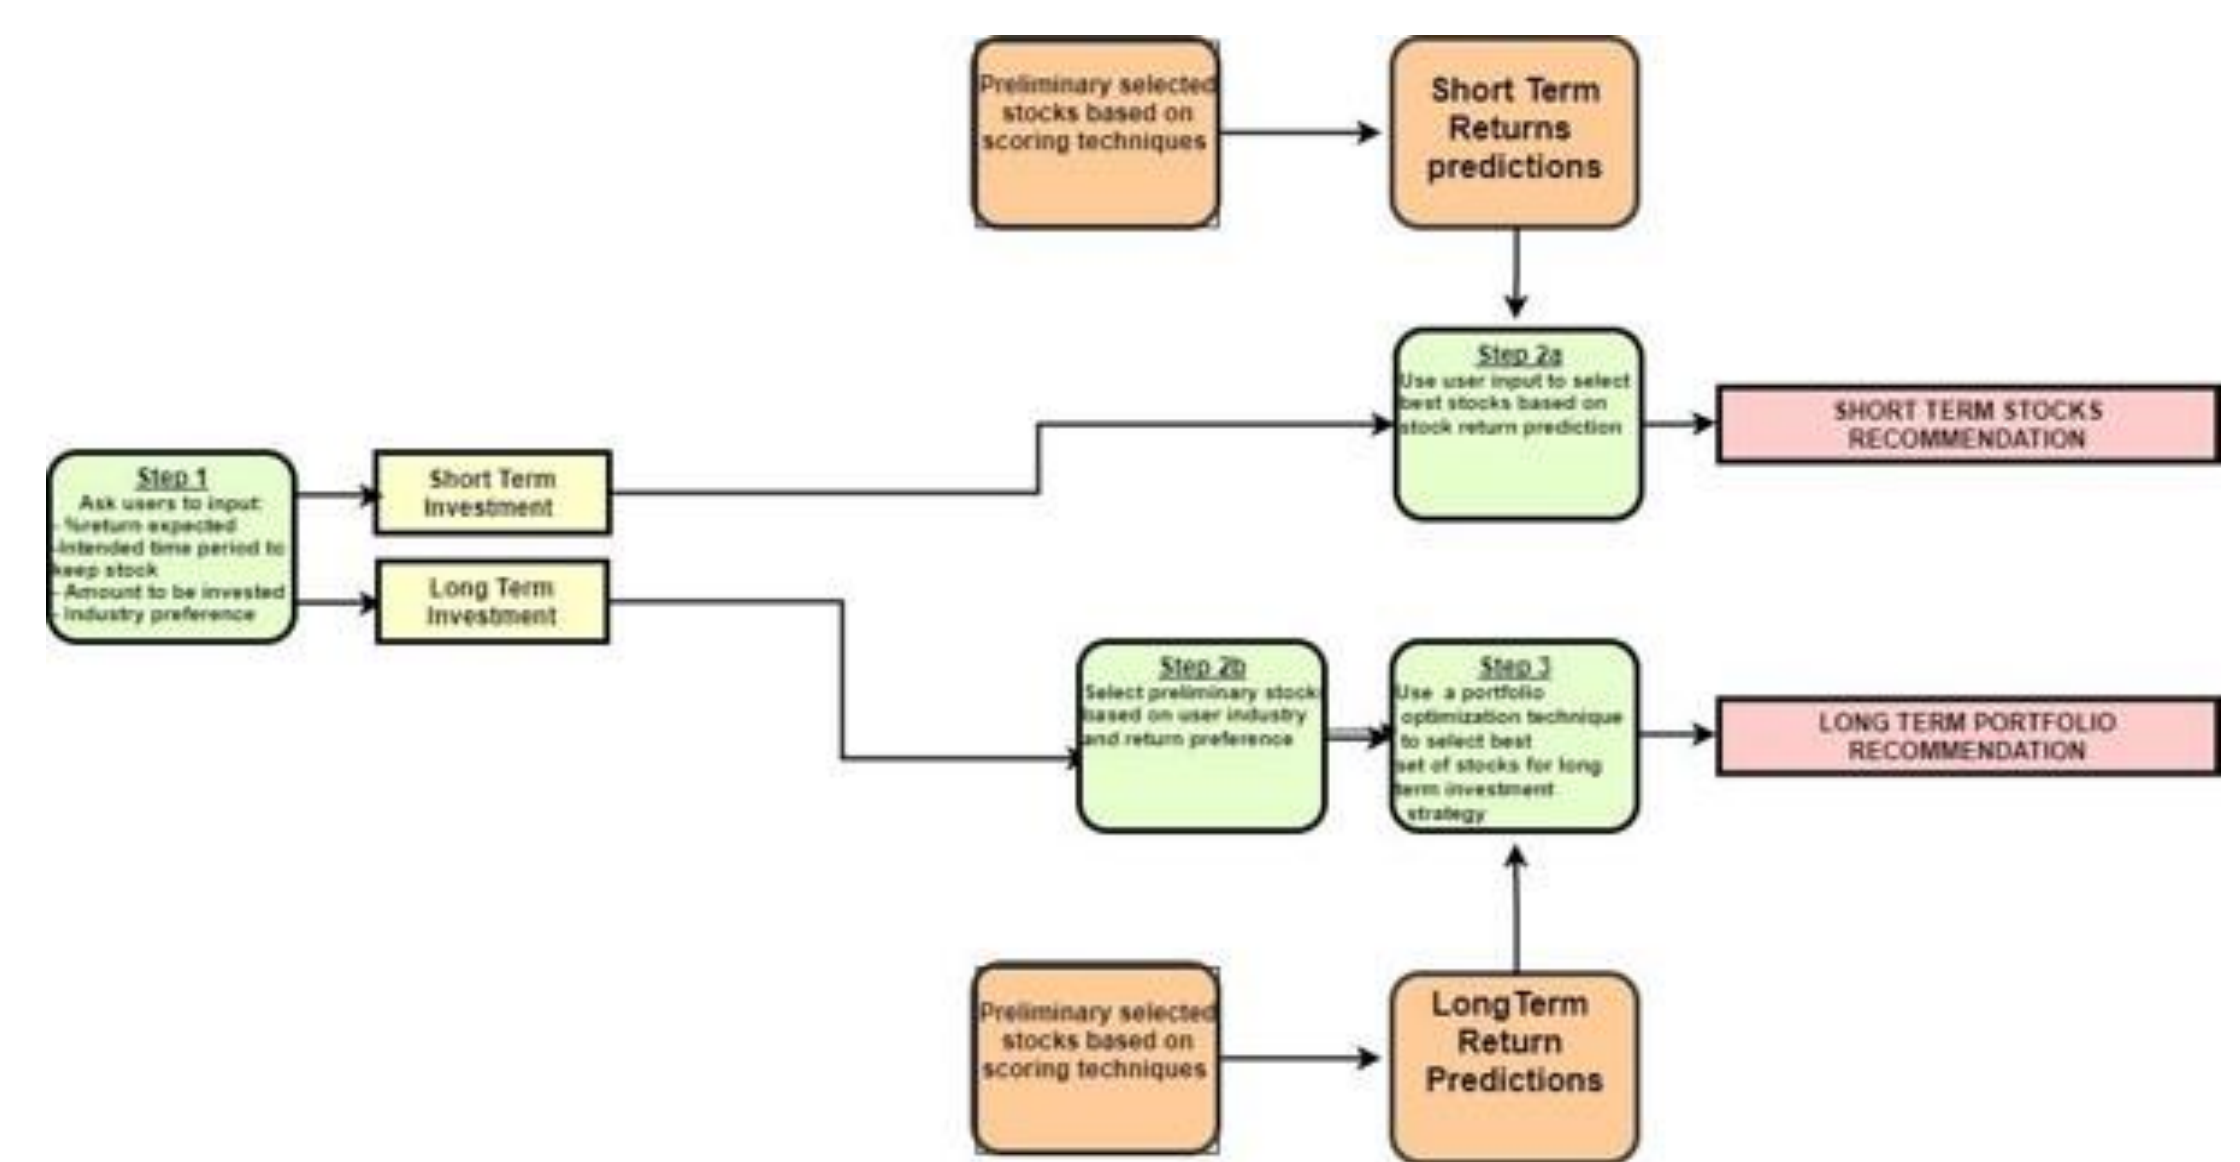 Preliminary selected
stocks based on
scoring techniques
Short Term
Returns
predictions
Step 2a
Use user input to select
best stocks based on
stock return prediction
SHORT TERM STOCKS
RECOMMENDATION
Step 1
Ask users to input:
- %return expected
-Intended time period to
keep stock
- Amount to be invested
- Industry preference
Short Term
Investment
Long Term
Investment
Step 2b
Select preliminary stock
based on user industry
and return preference
Step 3
Use a portfolio
optimization technique
to select best
set of stocks for long
term investment
strategy
LONG TERM PORTFOLIO
RECOMMENDATION
Preliminary selected
stocks based on
scoring techniques
LongTerm
Return
Predictions